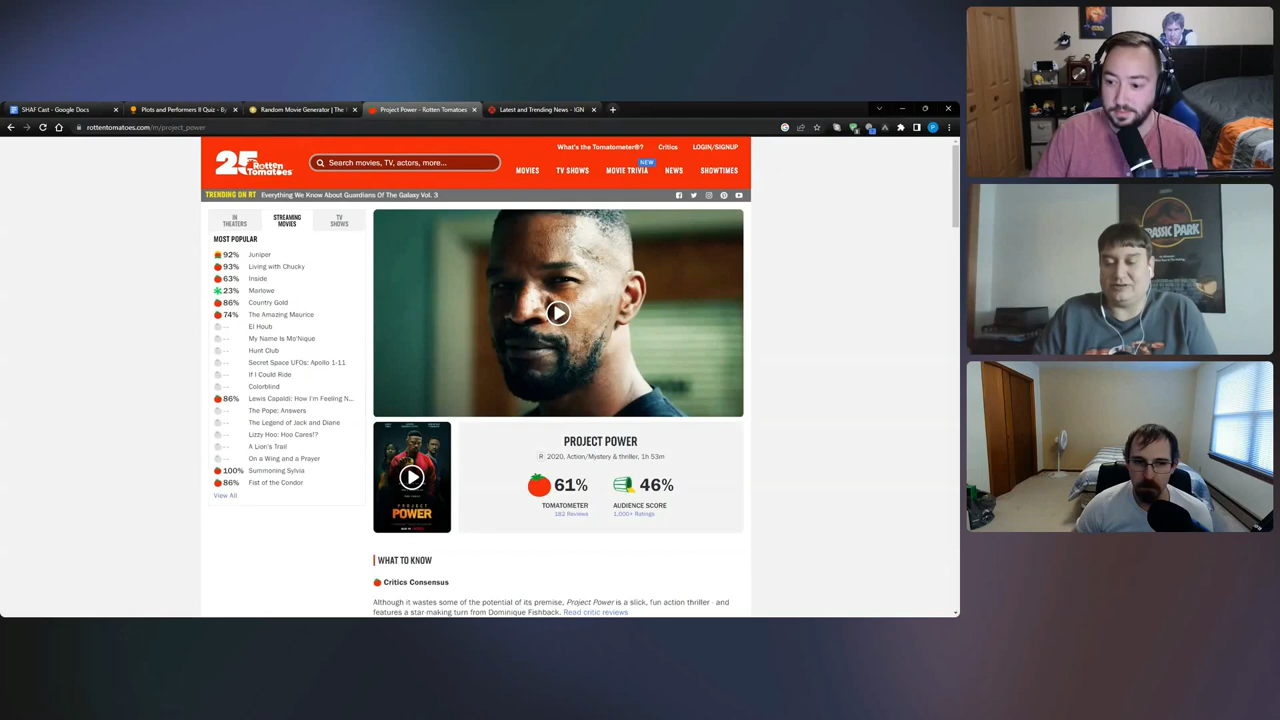 SHAF Cast - Google Docs
Plots and Performers II Quiz - By
Random Movie Generator | The
Project Power - Rotten Tomatoes
Latest and Trending News - IGN
rottentomatoes.com/m/project_power
What's the Tomatometer®?
Critics
LOGIN/SIGNUP
25 Rotten Tomatoes
Search movies, TV, actors, more...
NEW
MOVIES
TV SHOWS
MOVIE TRIVIA
NEWS
SHOWTIMES
TRENDING ON RT
Everything We Know About Guardians Of The Galaxy Vol. 3
IN THEATERS
STREAMING MOVIES
TV SHOWS
MOST POPULAR
92% Juniper
93% Living with Chucky
63% Inside
23% Marlowe
86% Country Gold
74% The Amazing Maurice
-- El Houb
-- My Name Is Mo'Nique
-- Hunt Club
-- Secret Space UFOs: Apollo 1-11
-- If I Could Ride
-- Colorblind
86% Lewis Capaldi: How I'm Feeling N...
-- The Pope: Answers
-- The Legend of Jack and Diane
-- Lizzy Hoo: Hoo Cares!?
-- A Lion's Trail
-- On a Wing and a Prayer
100% Summoning Sylvia
86% Fist of the Condor
View All
PROJECT
POWER
PROJECT POWER
R 2020, Action/Mystery & thriller, 1h 53m
61%
46%
TOMATOMETER
AUDIENCE SCORE
182 Reviews
1,000+ Ratings
WHAT TO KNOW
Critics Consensus
Although it wastes some of the potential of its premise, Project Power is a slick, fun action thriller - and
features a star-making turn from Dominique Fishback. Read critic reviews
JURASSIC
PARK